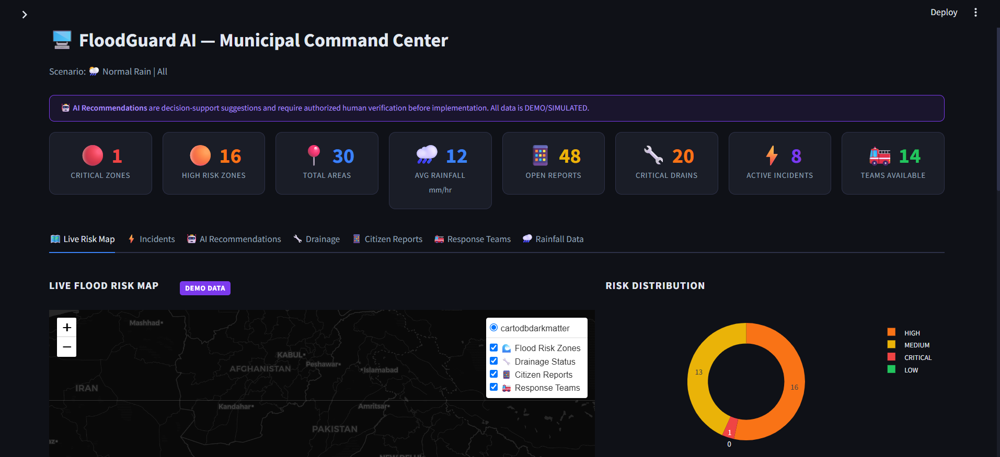 Deploy
FloodGuard AI — Municipal Command Center
Scenario: Normal Rain | All
AI Recommendations are decision-support suggestions and require authorized human verification before implementation. All data is DEMO/SIMULATED.
1
CRITICAL ZONES
16
HIGH RISK ZONES
30
TOTAL AREAS
12
AVG RAINFALL
mm/hr
48
OPEN REPORTS
20
CRITICAL DRAINS
8
ACTIVE INCIDENTS
14
TEAMS AVAILABLE
Live Risk Map
Incidents
AI Recommendations
Drainage
Citizen Reports
Response Teams
Rainfall Data
LIVE FLOOD RISK MAP
DEMO DATA
+
−
Mashhad
KABUL
Peshawar
AFGHANISTAN
Islamabad
IRAN
Kandahar
Amritsar
PAKISTAN
NEW DELHI
cartodbdarkmatter
Flood Risk Zones
Drainage Status
Citizen Reports
Response Teams
RISK DISTRIBUTION
13
16
1
0
HIGH
MEDIUM
CRITICAL
LOW